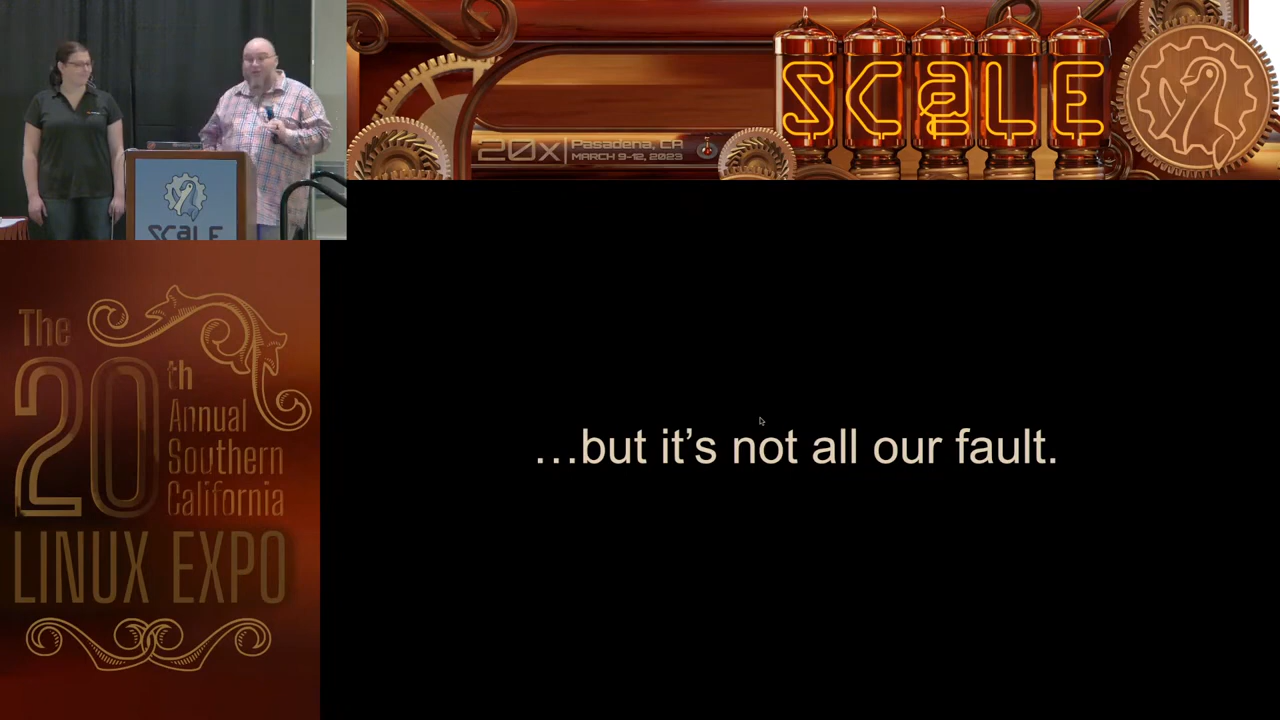 SCaLE
20x
Pasadena, CA
MARCH 9-12, 2023
SCaLE
The
20th
Annual
Southern
California
LINUX EXPO
…but it’s not all our fault.